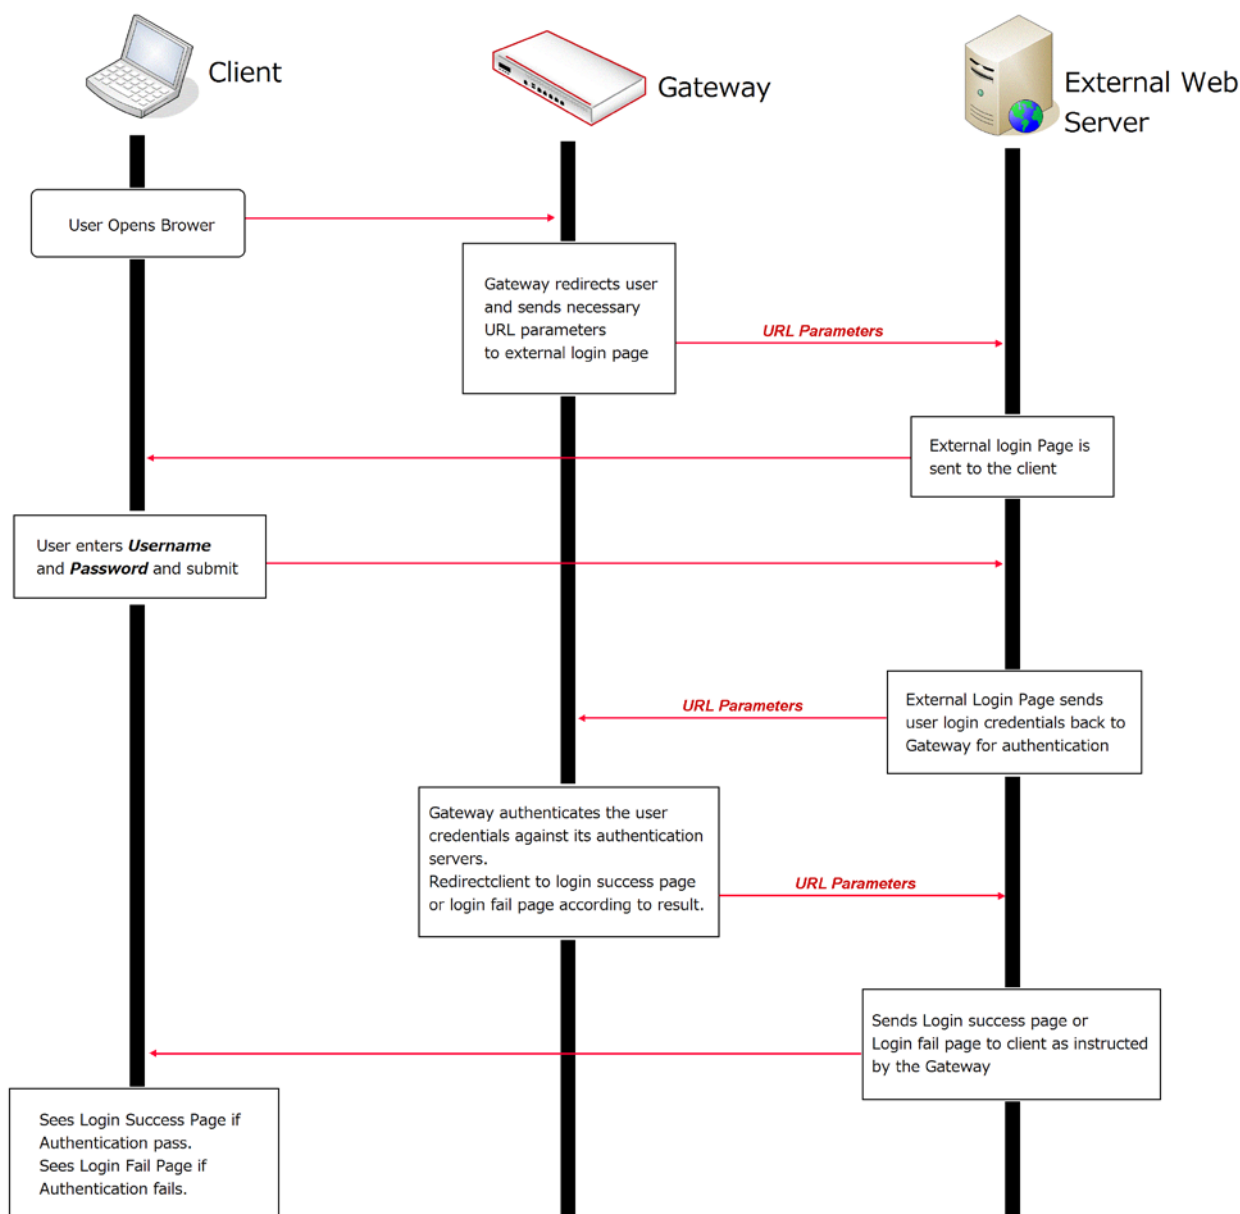 Client
Gateway
External Web
Server
User Opens Brower
Gateway redirects user
and sends necessary
URL parameters
to external login page
URL Parameters
External login Page is
sent to the client
User enters Username
and Password and submit
URL Parameters
External Login Page sends
user login credentials back to
Gateway for authentication
Gateway authenticates the user
credentials against its authentication
servers.
Redirectclient to login success page
or login fail page according to result.
URL Parameters
Sends Login success page or
Login fail page to client as instructed
by the Gateway
Sees Login Success Page if
Authentication pass.
Sees Login Fail Page if
Authentication fails.